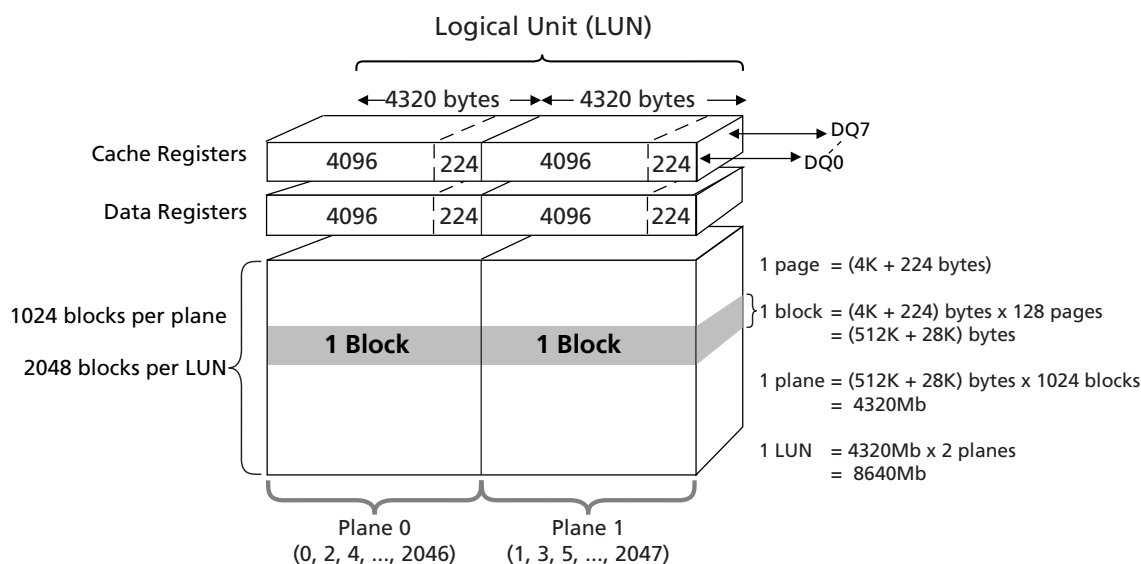 Logical Unit (LUN)
4320 bytes 4320 bytes
DQ7
Cache Registers 4096 224 4096 224
DQ0
Data Registers 4096 224 4096 224
1 page = (4K + 224 bytes)
1024 blocks per plane
1 block = (4K + 224) bytes x 128 pages
= (512K + 28K) bytes
1 Block 1 Block
2048 blocks per LUN
1 plane = (512K + 28K) bytes x 1024 blocks
= 4320Mb
1 LUN = 4320Mb x 2 planes
= 8640Mb
Plane 0 Plane 1
(0, 2, 4, ..., 2046) (1, 3, 5, ..., 2047)